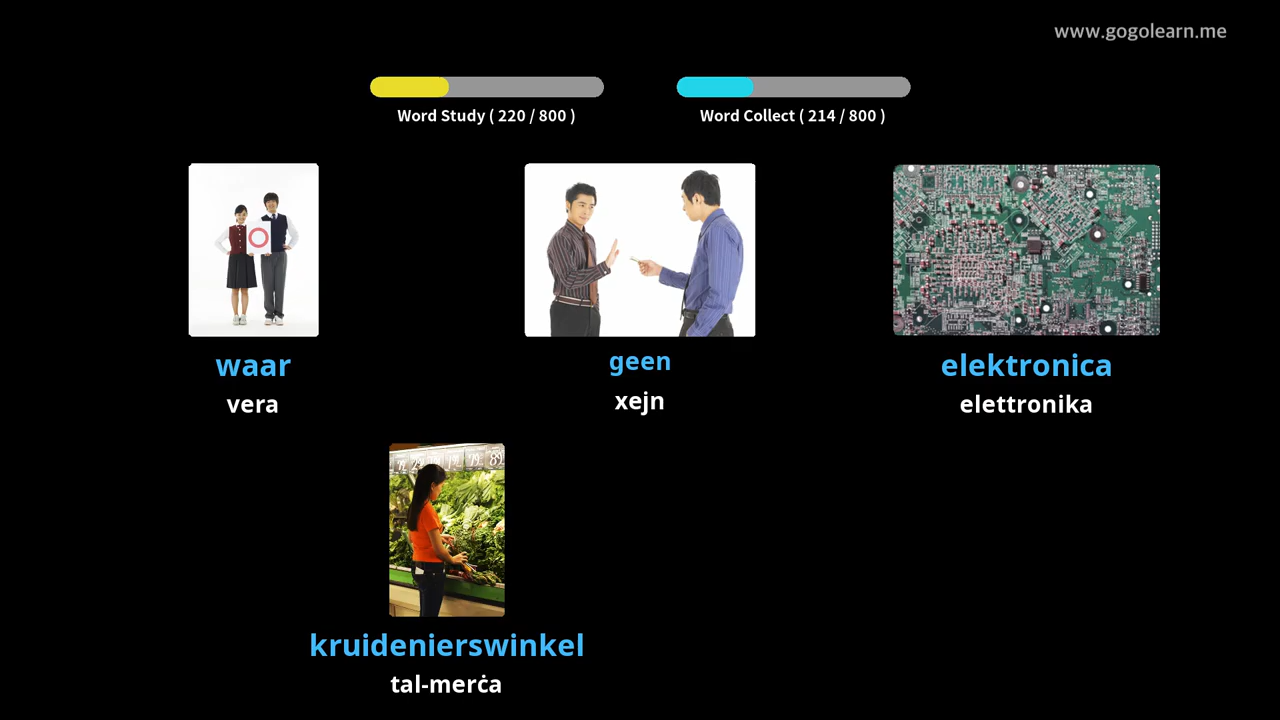 www.gogolearn.me
Word Study ( 220 / 800 )
Word Collect ( 214 / 800 )
waar
vera
geen
xejn
elektronica
elettronika
kruidenierswinkel
tal-merċa